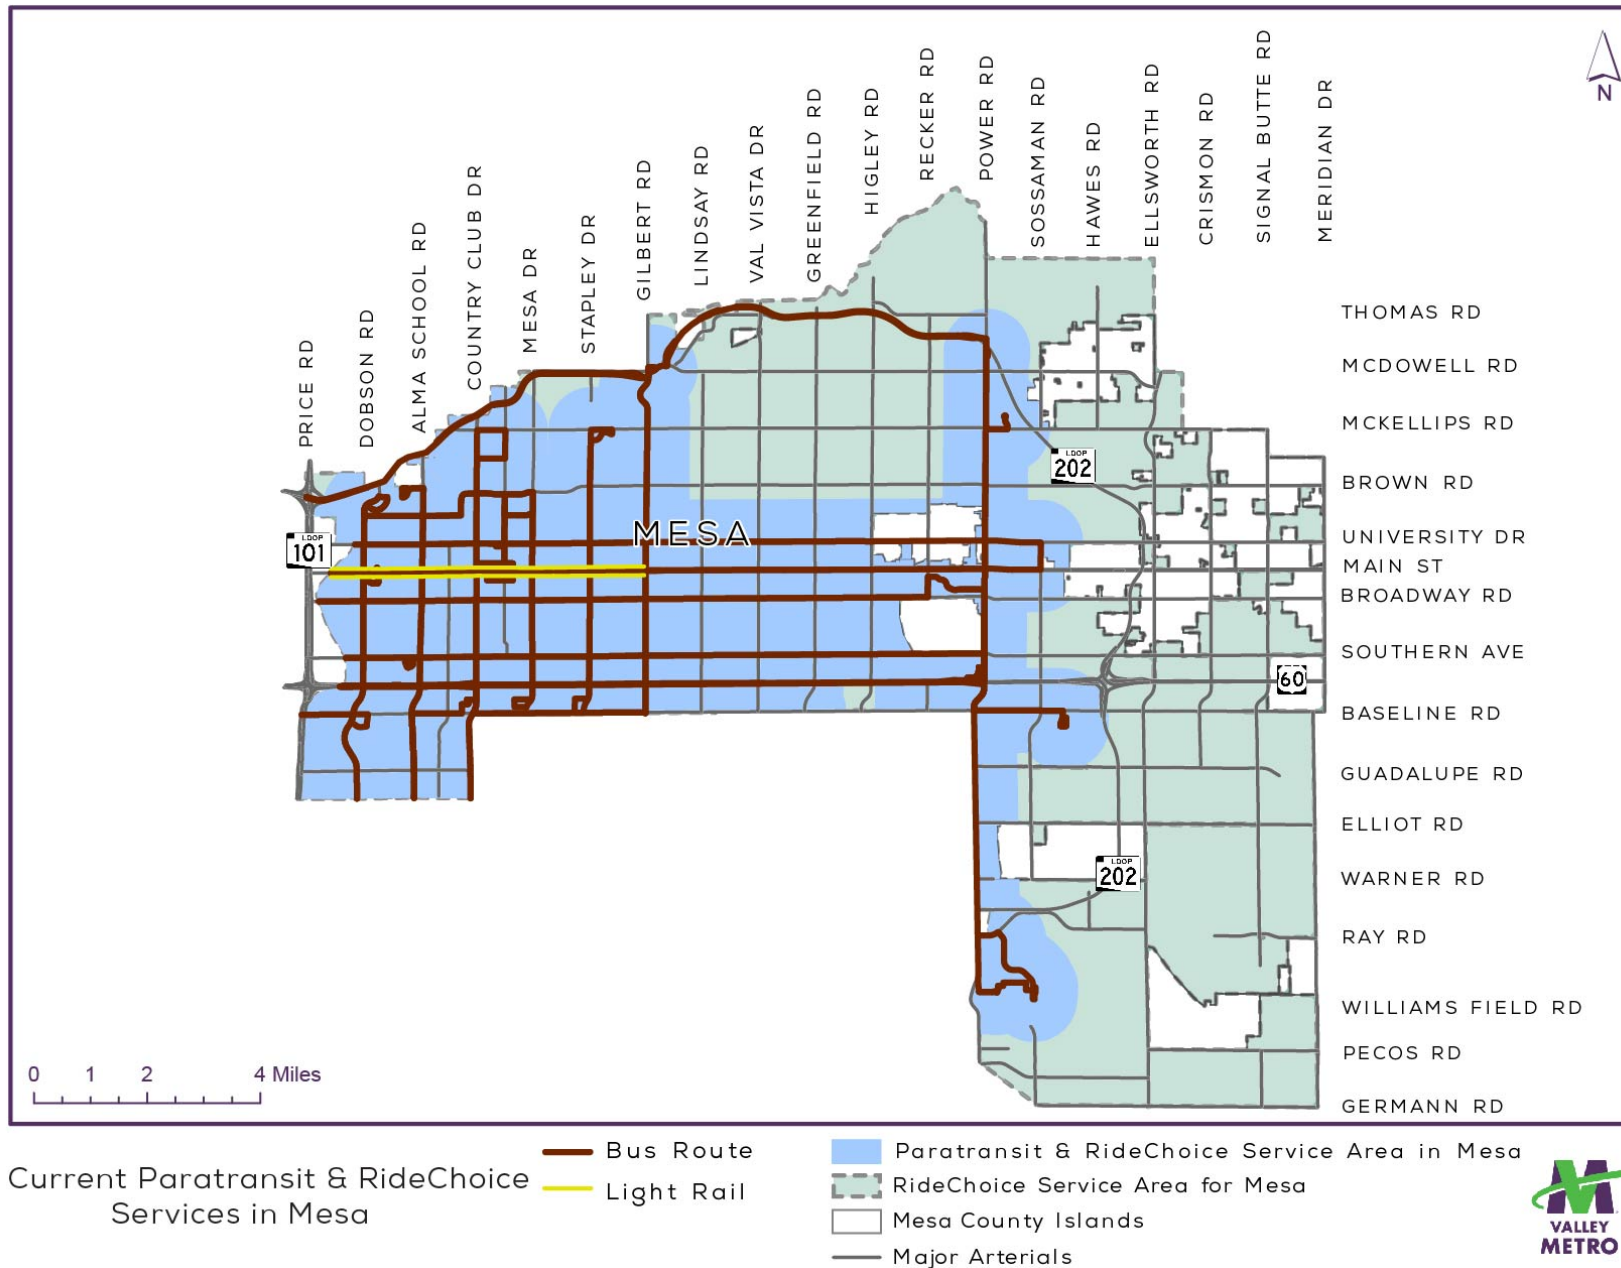 PRICE RD
DOBSON RD
ALMA SCHOOL RD
COUNTRY CLUB DR
MESA DR
STAPLEY DR
GILBERT RD
LINDSAY RD
VAL VISTA DR
GREENFIELD RD
HIGLEY RD
RECKER RD
POWER RD
SOSSAMAN RD
HAWES RD
ELLSWORTH RD
CRISMON RD
SIGNAL BUTTE RD
MERIDIAN DR
N
THOMAS RD
MCDOWELL RD
MCKELLIPS RD
BROWN RD
UNIVERSITY DR
MAIN ST
BROADWAY RD
SOUTHERN AVE
BASELINE RD
GUADALUPE RD
ELLIOT RD
WARNER RD
RAY RD
WILLIAMS FIELD RD
PECOS RD
GERMANN RD
LOOP
202
MESA
LOOP
101
60
LOOP
202
0 1 2 4 Miles
Current Paratransit & RideChoice
Services in Mesa
Bus Route
Light Rail
Paratransit & RideChoice Service Area in Mesa
RideChoice Service Area for Mesa
Mesa County Islands
Major Arterials
VALLEY
METRO